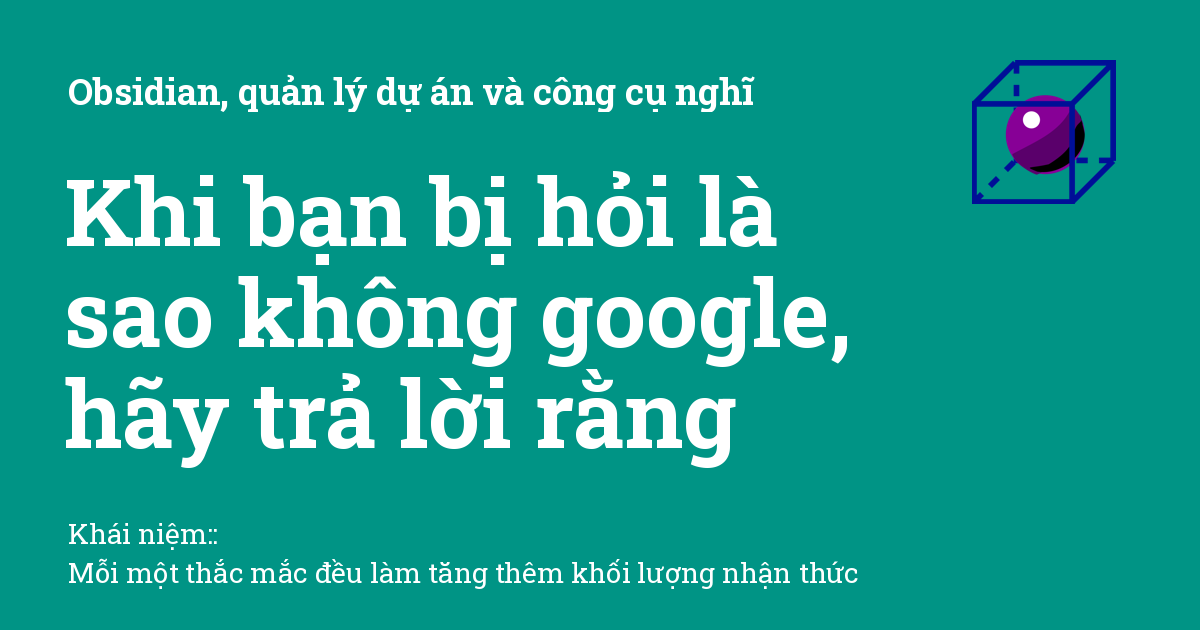 Obsidian, quản lý dự án và công cụ nghĩ
Khi bạn bị hỏi là
sao không google,
hãy trả lời rằng
Khái niệm::
Mỗi một thắc mắc đều làm tăng thêm khối lượng nhận thức